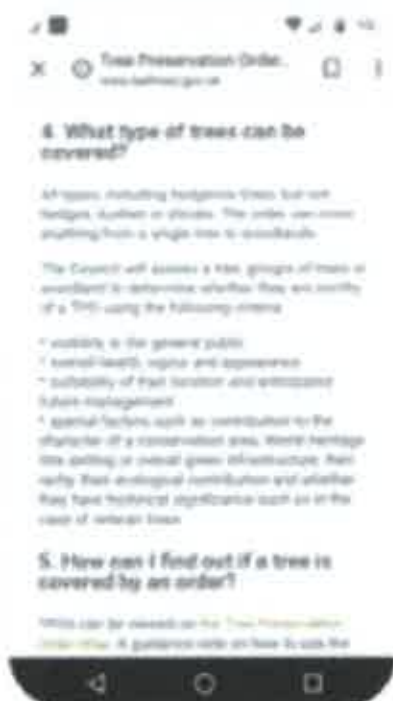 Tree Preservation Order..
4. What type of trees can be
covered?
All types, including hedgerow trees, but not
hedges, bushes or shrubs. The order can cover
anything from a single tree to woodlands.
The Council will assess a tree, groups of trees or
woodland to determine whether they are worthy
of a TPO using the following criteria
* visibility to the general public
* overall health, vigour and appearance
* suitability of their location and anticipated
future management
* special factors such as contribution to the
character of a conservation area, World Heritage
Site setting or overall green infrastructure, their
rarity, their ecological contribution and whether
they have historical significance such as in the
case of veteran trees
5. How can I find out if a tree is
covered by an order?
TPOs can be viewed on the Tree Preservation
Order Map. A guidance note on how to use the